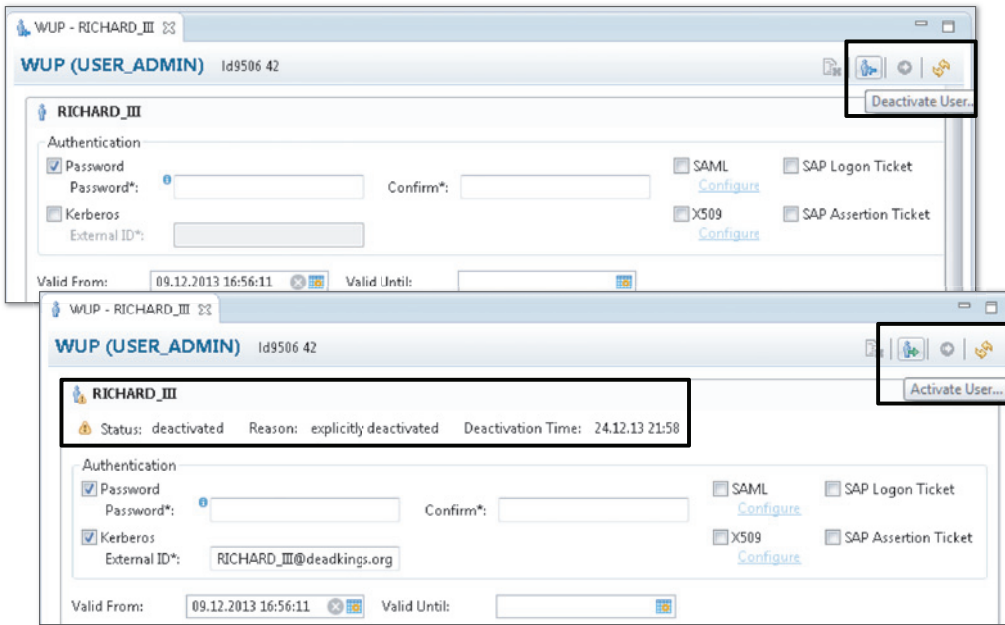 WUP - RICHARD_III
WUP (USER_ADMIN) ld9506 42
Deactivate User..
RICHARD_III
Authentication
Password SAML SAP Logon Ticket
Password*: Confirm*: Configure
Kerberos X509 SAP Assertion Ticket
External ID*: Configure
Valid From: 09.12.2013 16:56:11 Valid Until:
WUP - RICHARD_III
WUP (USER_ADMIN) ld9506 42
Activate User...
RICHARD_III
Status: deactivated Reason: explicitly deactivated Deactivation Time: 24.12.13 21:58
Authentication
Password SAML SAP Logon Ticket
Password*: Confirm*: Configure
Kerberos X509 SAP Assertion Ticket
External ID*: RICHARD_III@deadkings.org Configure
Valid From: 09.12.2013 16:56:11 Valid Until: